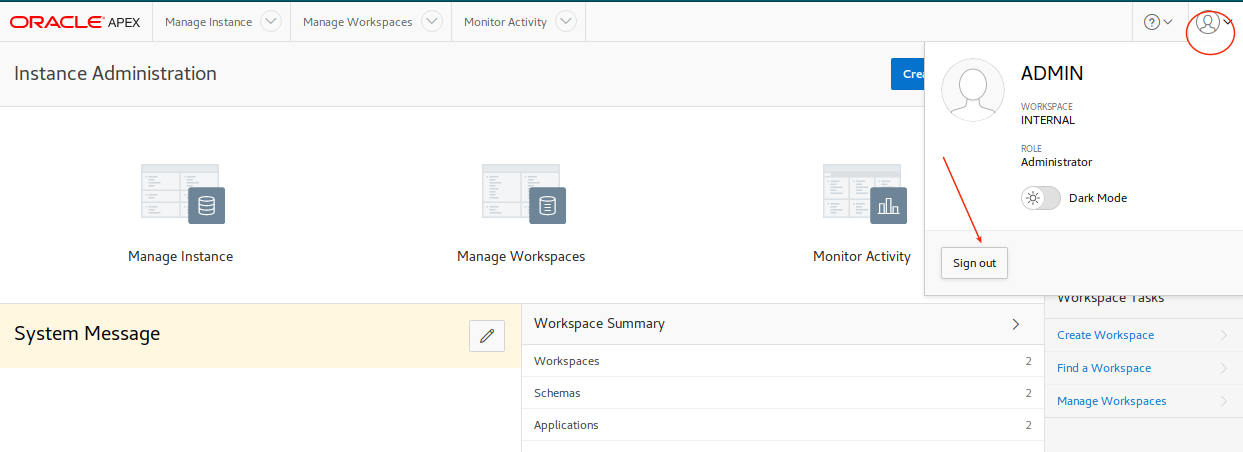 ORACLE APEX Manage Instance Manage Workspaces Monitor Activity ?
Instance Administration
Cre
ADMIN
WORKSPACE
INTERNAL
ROLE
Administrator
Dark Mode
Sign out
Manage Instance Manage Workspaces Monitor Activity
System Message
Workspace Summary
Workspaces 2
Schemas 2
Applications 2
Workspace Tasks
Create Workspace
Find a Workspace
Manage Workspaces